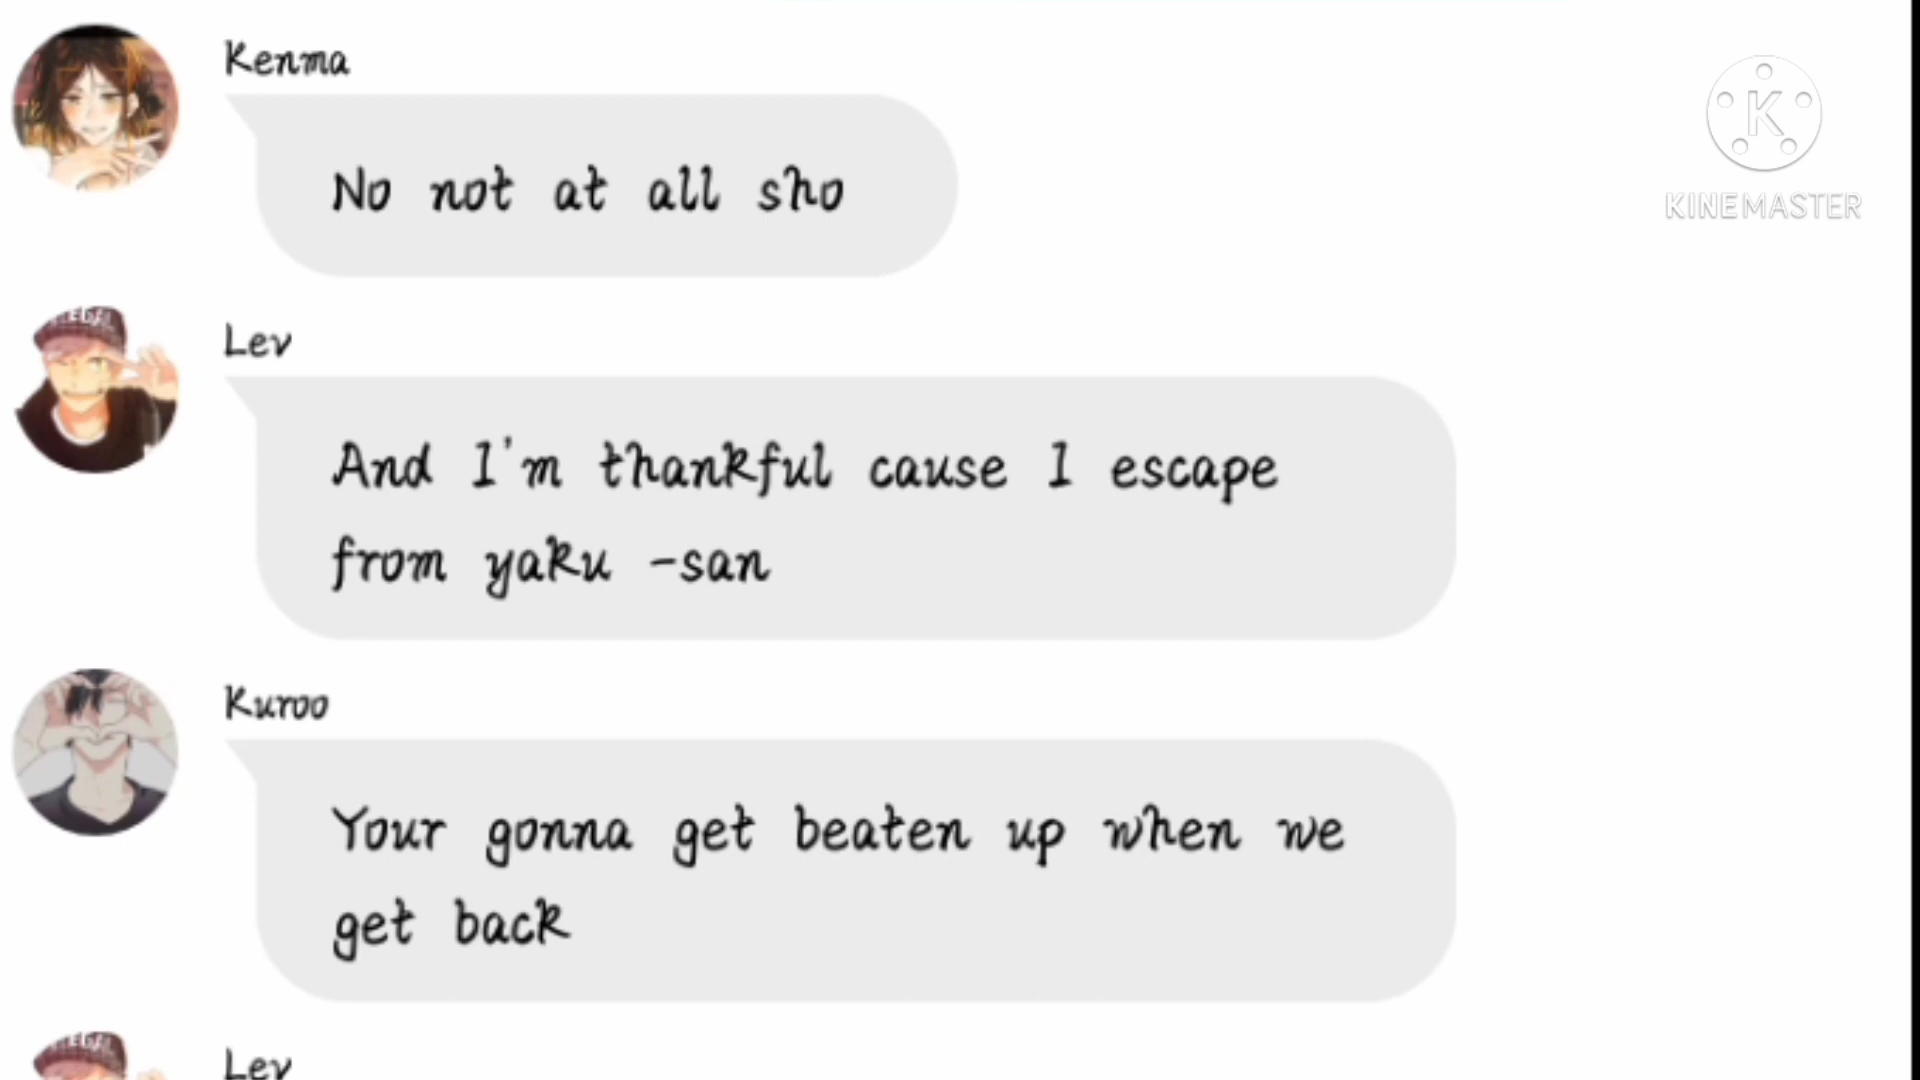 Kenma
No not at all sho
Lev
And I'm thankful cause I escape
from yaku -san
Kuroo
Your gonna get beaten up when we
get back
Lev
K
KINEMASTER